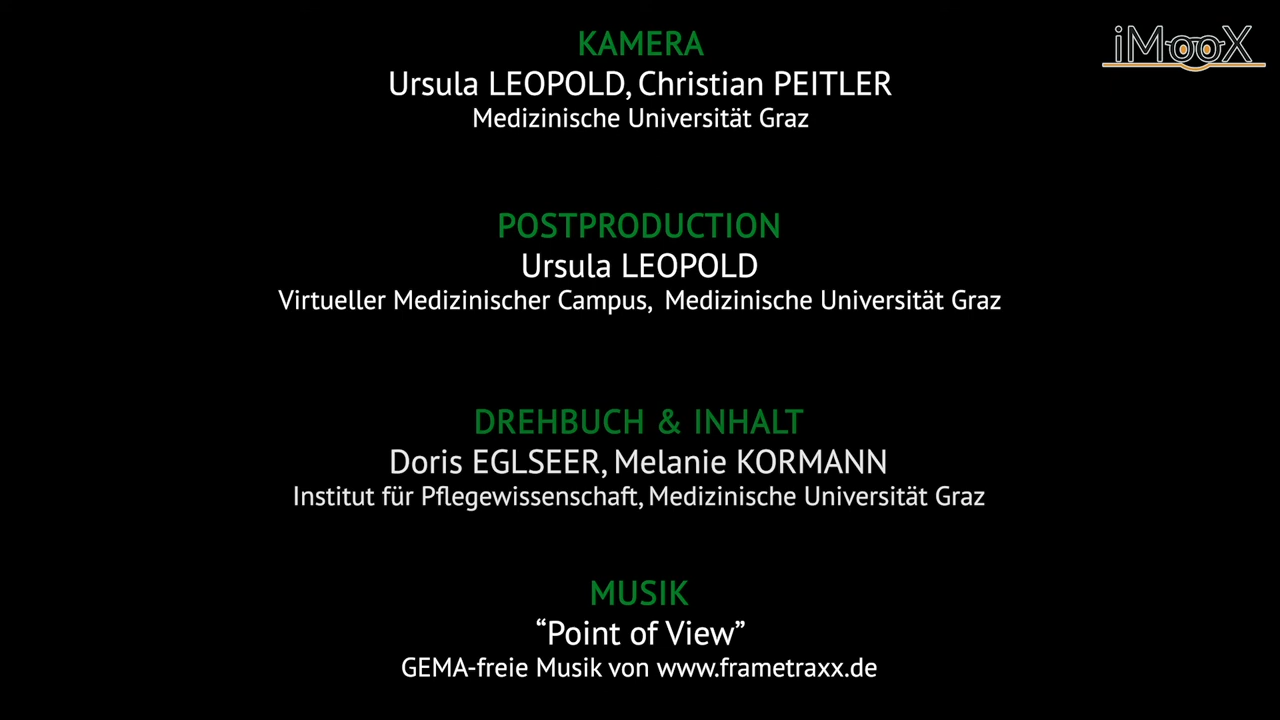 iMooX
KAMERA
Ursula LEOPOLD, Christian PEITLER
Medizinische Universität Graz
POSTPRODUCTION
Ursula LEOPOLD
Virtueller Medizinischer Campus, Medizinische Universität Graz
DREHBUCH & INHALT
Doris EGLSEER, Melanie KORMANN
Institut für Pflegewissenschaft, Medizinische Universität Graz
MUSIK
“Point of View”
GEMA-freie Musik von www.frametraxx.de